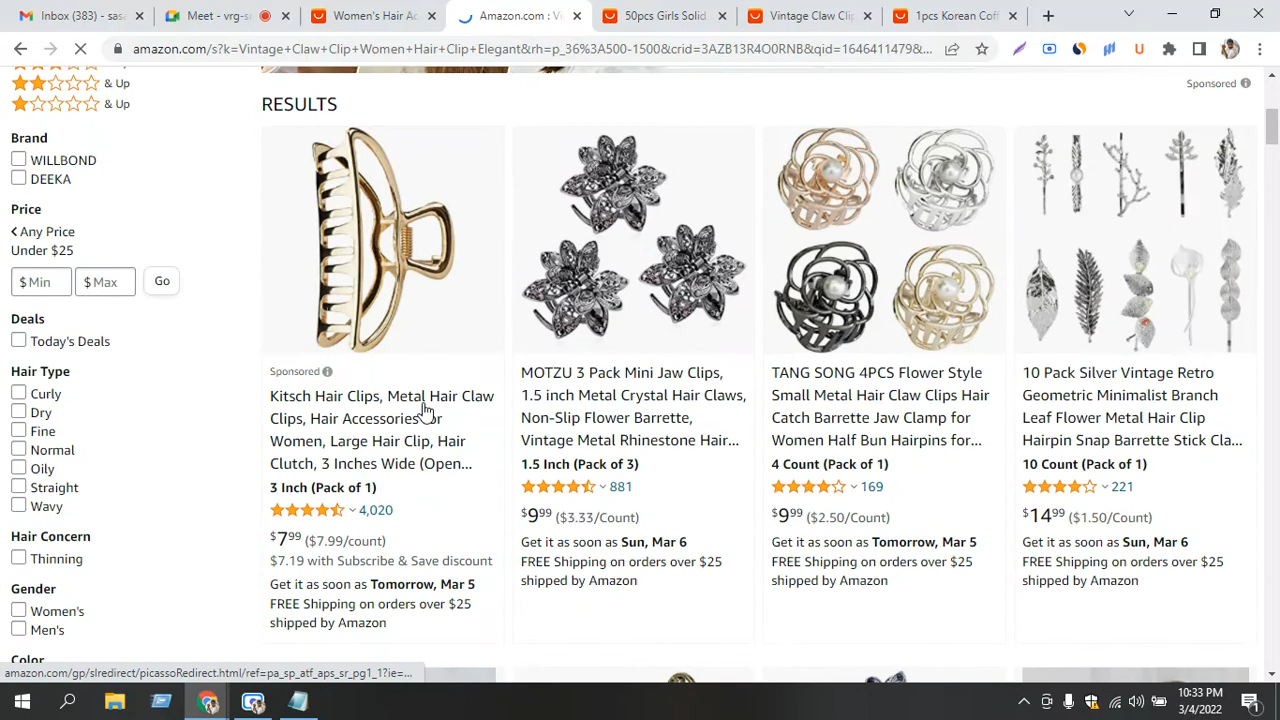 Inbox (383) - sas
Meet - vrg-s
Women's Hair Ac
Amazon.com : Vi
50pcs Girls Solid
Vintage Claw Clip
1pcs Korean Coff
amazon.com/s?k=Vintage+Claw+Clip+Women+Hair+Clip+Elegant&rh=p_36%3A500-1500&crid=3AZB13R4O0RNB&qid=16464114798&...
& Up
& Up
Brand
WILLBOND
DEEKA
Price
Any Price
Under $25
$ Min
$ Max
Go
Deals
Today's Deals
Hair Type
Curly
Dry
Fine
Normal
Oily
Straight
Wavy
Hair Concern
Thinning
Gender
Women's
Men's
Color
Sponsored
RESULTS
Sponsored
Kitsch Hair Clips, Metal Hair Claw
Clips, Hair Accessories for
Women, Large Hair Clip, Hair
Clutch, 3 Inches Wide (Open...
3 Inch (Pack of 1)
4,020
$7.99 ($7.99/count)
$7.19 with Subscribe & Save discount
Get it as soon as Tomorrow, Mar 5
FREE Shipping on orders over $25
shipped by Amazon
MOTZU 3 Pack Mini Jaw Clips,
1.5 inch Metal Crystal Hair Claws,
Non-Slip Flower Barrette,
Vintage Metal Rhinestone Hair...
1.5 Inch (Pack of 3)
881
$9.99 ($3.33/Count)
Get it as soon as Sun, Mar 6
FREE Shipping on orders over $25
shipped by Amazon
TANG SONG 4PCS Flower Style
Small Metal Hair Claw Clips Hair
Catch Barrette Jaw Clamp for
Women Half Bun Hairpins for...
4 Count (Pack of 1)
169
$9.99 ($2.50/Count)
Get it as soon as Tomorrow, Mar 5
FREE Shipping on orders over $25
shipped by Amazon
10 Pack Silver Vintage Retro
Geometric Minimalist Branch
Leaf Flower Metal Hair Clip
Hairpin Snap Barrette Stick Cla...
10 Count (Pack of 1)
221
$14.99 ($1.50/Count)
Get it as soon as Sun, Mar 6
FREE Shipping on orders over $25
shipped by Amazon
amazon.com/gp/slredirect/picassoRedirect.html/ref=pa_sp_atf_aps_sr_pg1_1?ie=...
10:33 PM
3/4/2022
1